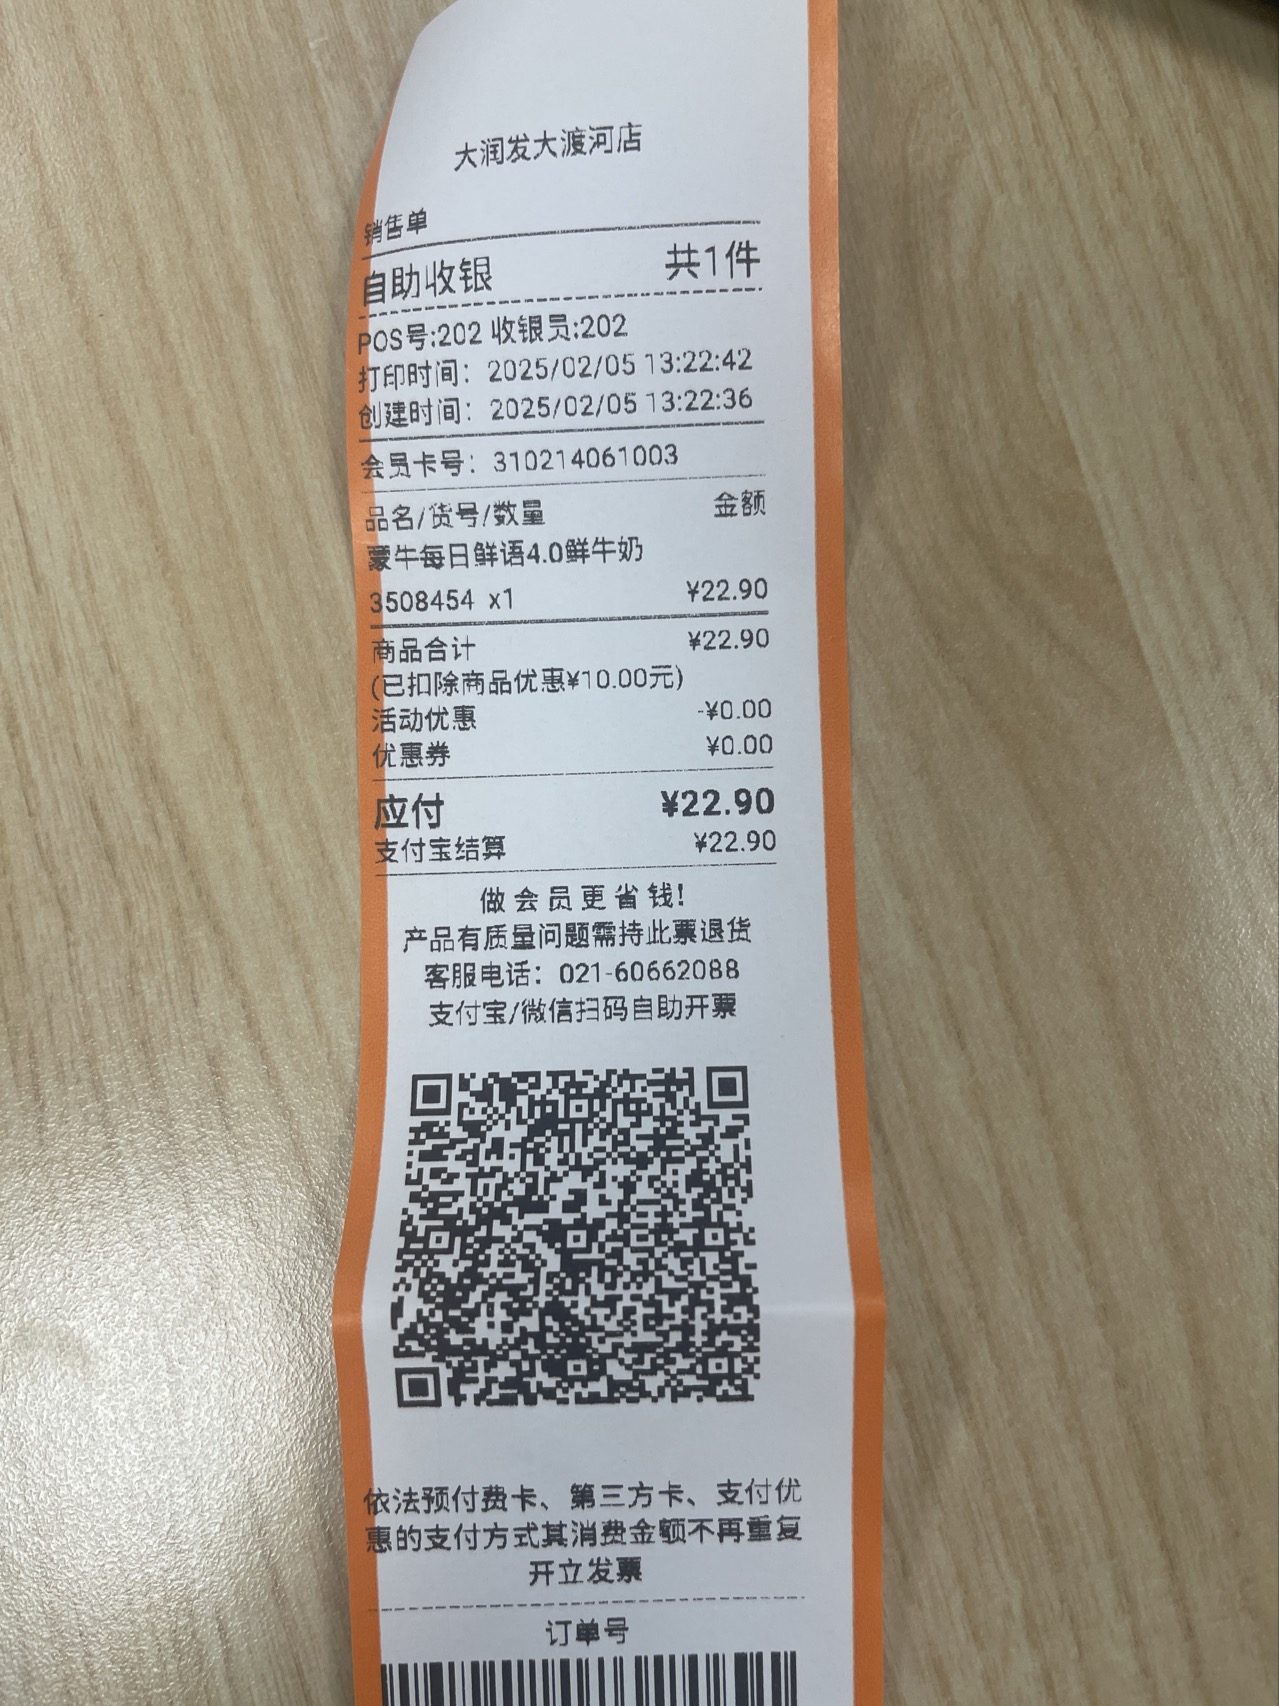 大润发大渡河店
销售单
自助收银 共1件
POS号:202 收银员:202
打印时间：2025/02/05 13:22:42
创建时间：2025/02/05 13:22:36
会员卡号：310214061003
品名/货号/数量 金额
蒙牛每日鲜语4.0鲜牛奶
3508454 x1 ¥22.90
商品合计 ¥22.90
(已扣除商品优惠¥10.00元)
活动优惠 -¥0.00
优惠券 ¥0.00
应付 ¥22.90
支付宝结算 ¥22.90
做会员更省钱!
产品有质量问题需持此票退货
客服电话：021-60662088
支付宝/微信扫码自助开票
依法预付费卡、第三方卡、支付优
惠的支付方式其消费金额不再重复
开立发票
订单号